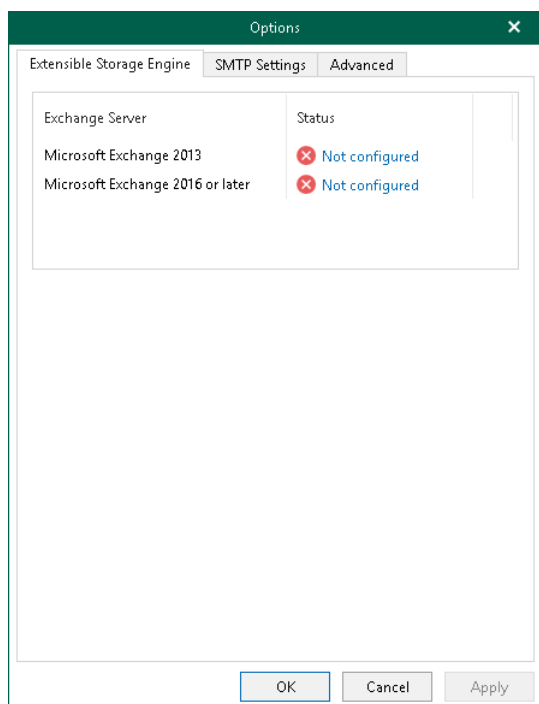 Options
Extensible Storage Engine SMTP Settings Advanced
Exchange Server Status
Microsoft Exchange 2013 Not configured
Microsoft Exchange 2016 or later Not configured
OK Cancel Apply